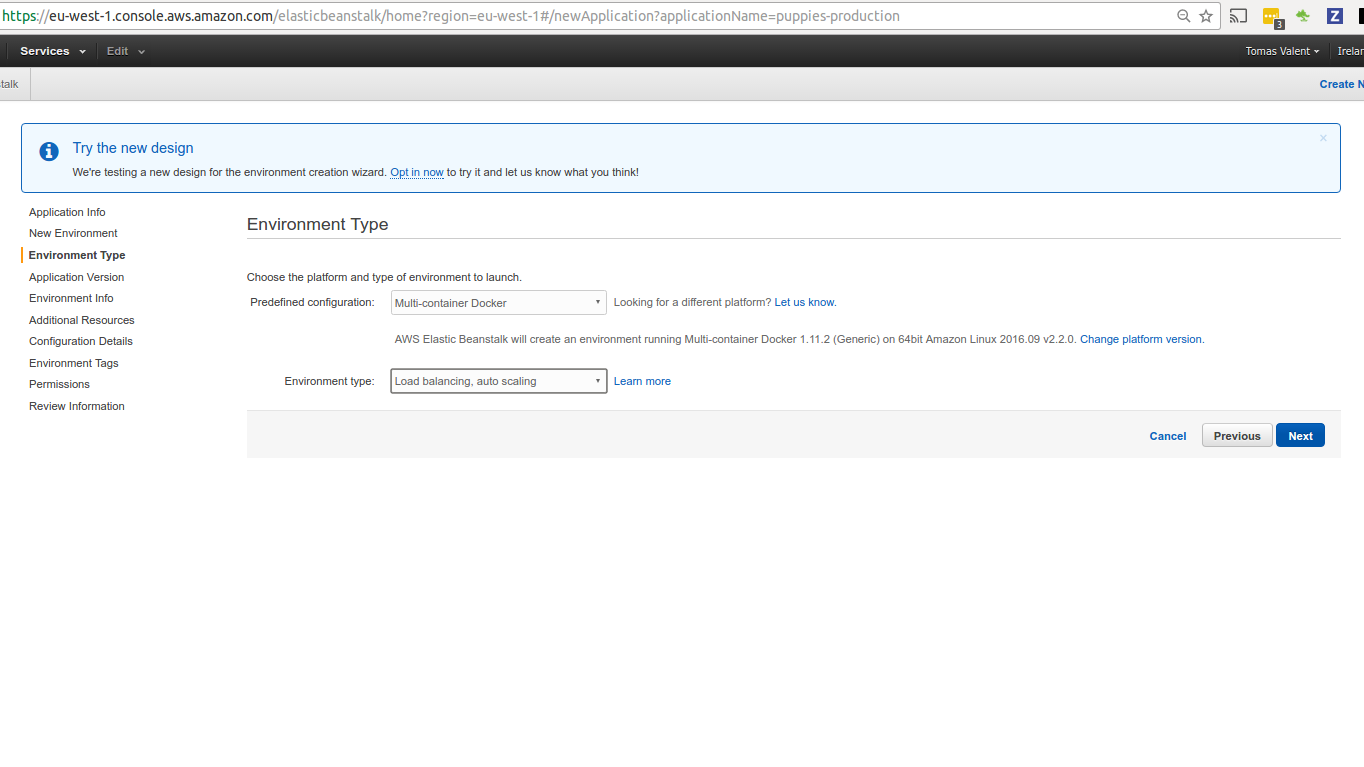 https://eu-west-1.console.aws.amazon.com/elasticbeanstalk/home?region=eu-west-1#/newApplication?applicationName=puppies-production
3
Z
Services Edit Tomas Valent Irelan
stalk Create N
Try the new design ×
We're testing a new design for the environment creation wizard. Opt in now to try it and let us know what you think!
Application Info
New Environment
Environment Type
Application Version
Environment Info
Additional Resources
Configuration Details
Environment Tags
Permissions
Review Information
Environment Type
Choose the platform and type of environment to launch.
Predefined configuration: Multi-container Docker Looking for a different platform? Let us know.
AWS Elastic Beanstalk will create an environment running Multi-container Docker 1.11.2 (Generic) on 64bit Amazon Linux 2016.09 v2.2.0. Change platform version.
Environment type: Load balancing, auto scaling Learn more
Cancel Previous Next